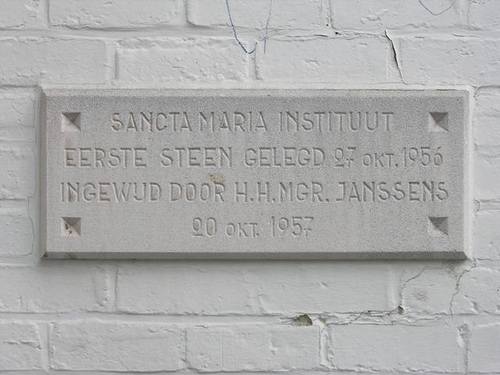 SANCTA MARIA INSTITUUT
EERSTE STEEN GELEGD 27 OKT. 1956
INGEWIJD DOOR H.H.MGR. JANSSENS
20 OKT. 1957